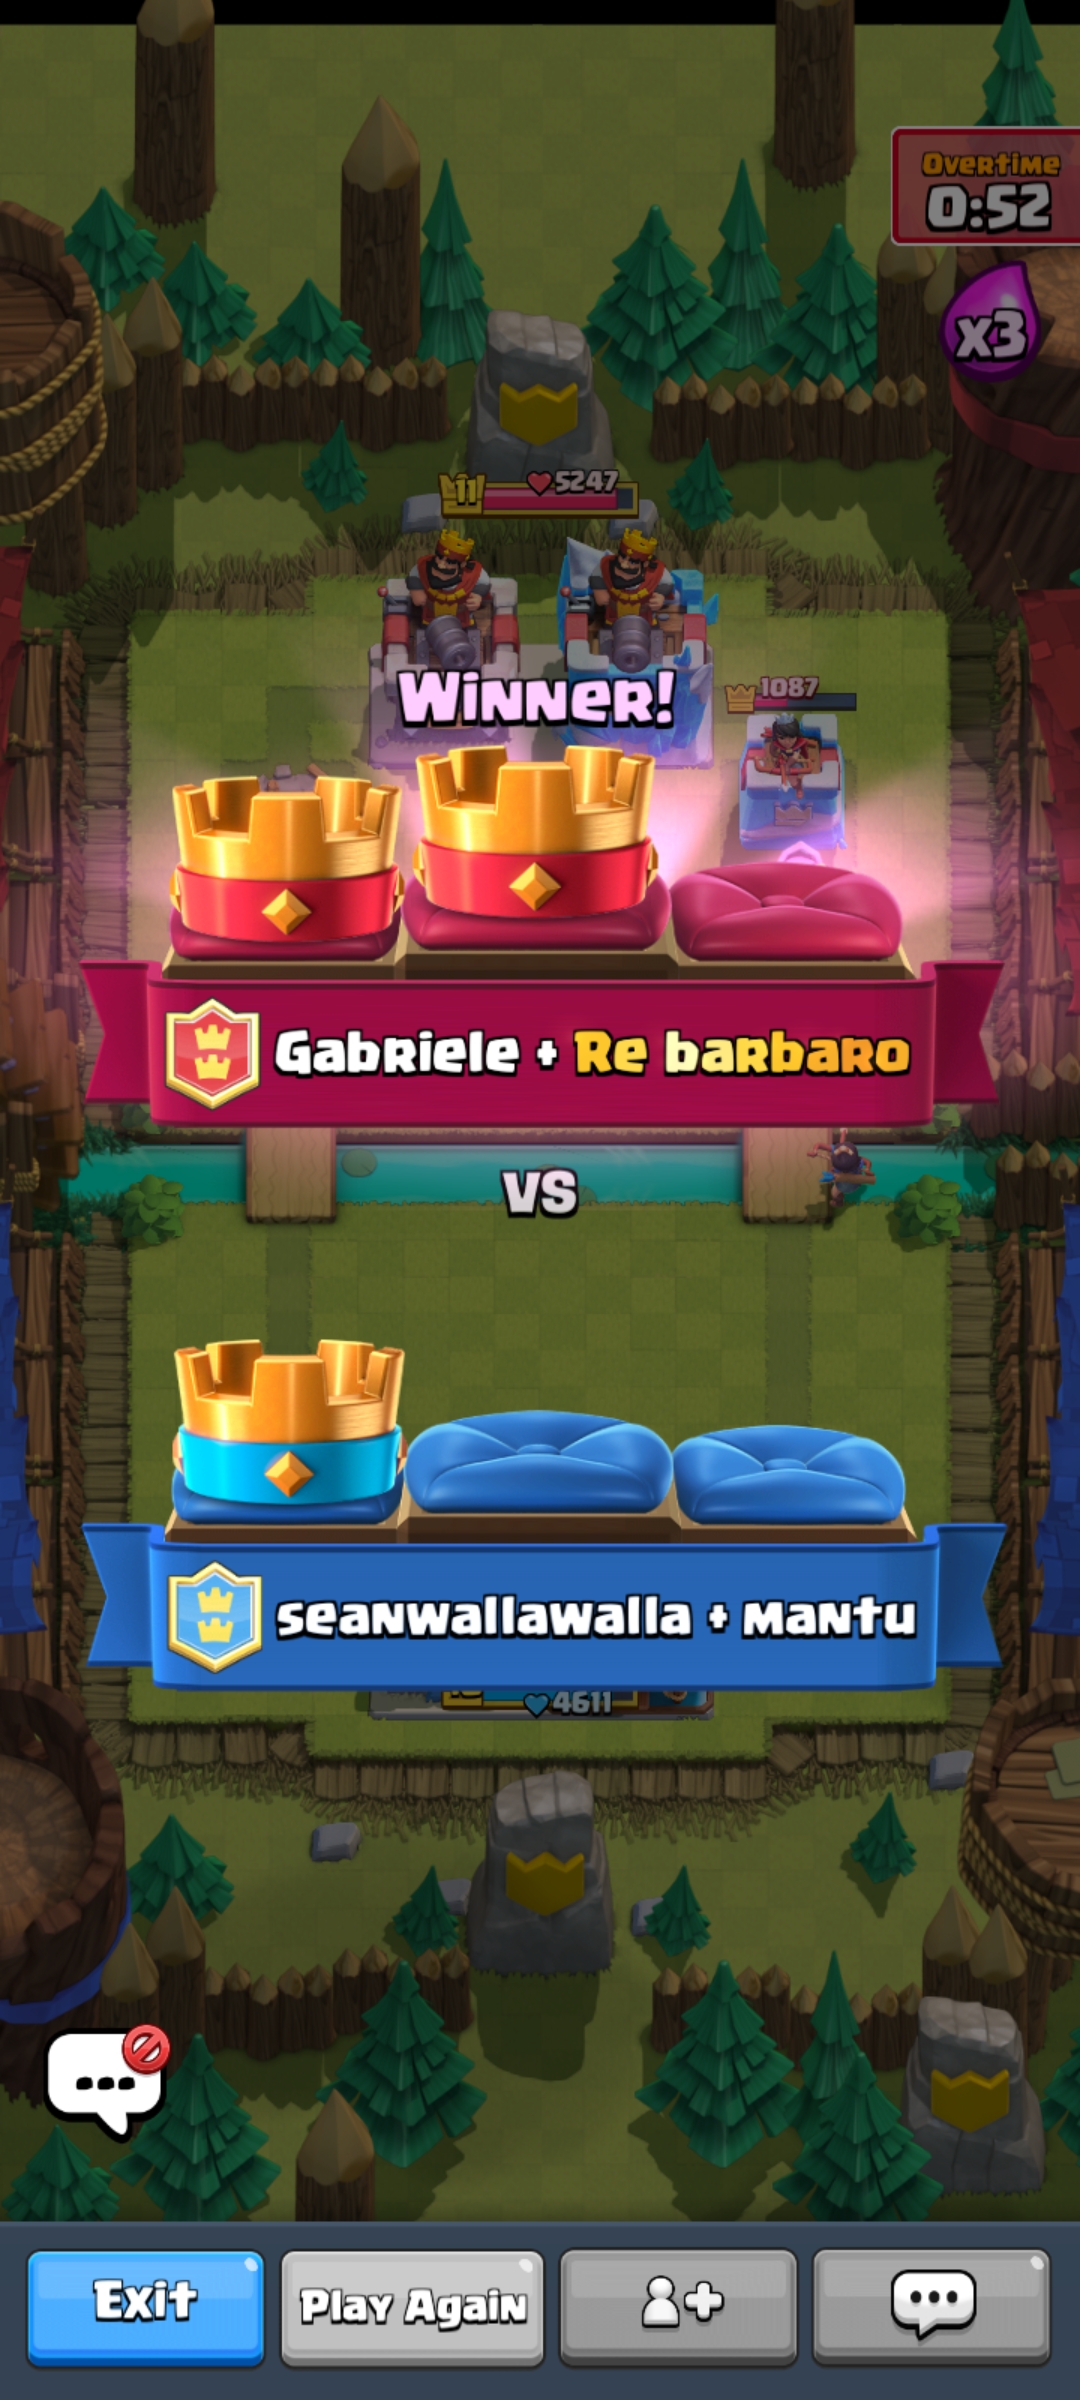 Overtime
0:52
x3
11 5247
Winner!
1087
Gabriele + Re barbaro
VS
seanwallawalla + Mantu
4611
Exit
Play Again